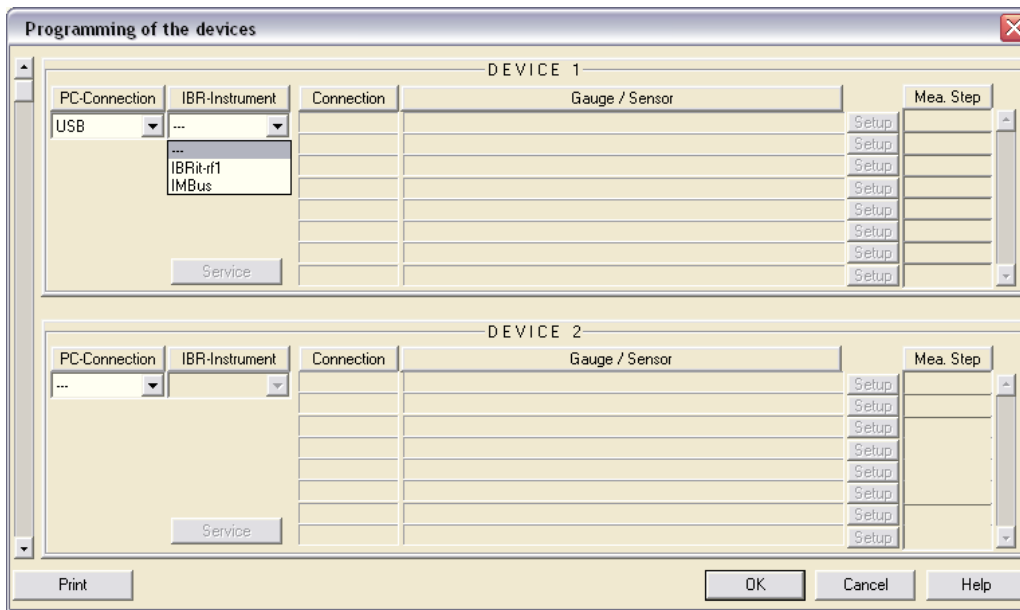 Programming of the devices
DEVICE 1
PC-Connection IBR-Instrument Connection Gauge / Sensor Mea. Step
USB --- Setup
--- Setup
IBRit-rf1 Setup
IMBus Setup
Setup
Setup
Setup
Service Setup
DEVICE 2
PC-Connection IBR-Instrument Connection Gauge / Sensor Mea. Step
--- Setup
Setup
Setup
Setup
Setup
Setup
Setup
Service Setup
Print OK Cancel Help